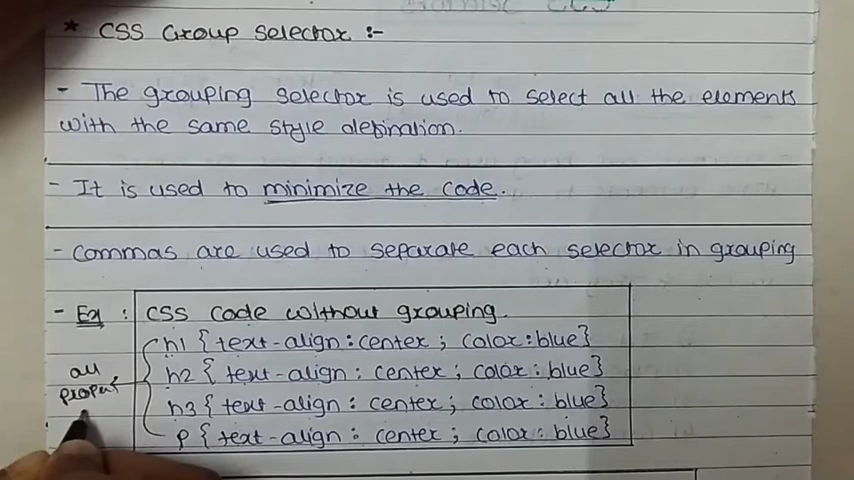 * CSS Group Selector :-
- The grouping selector is used to select all the elements
with the same style defination.
- It is used to minimize the code.
- Commas are used to separate each selector in grouping
- Ex : CSS code without grouping.
h1 {text-align:center; color:blue}
h2 {text-align: center; color: blue}
all
h3 {text-align: center; color: blue}
p {text-align: center; color: blue}